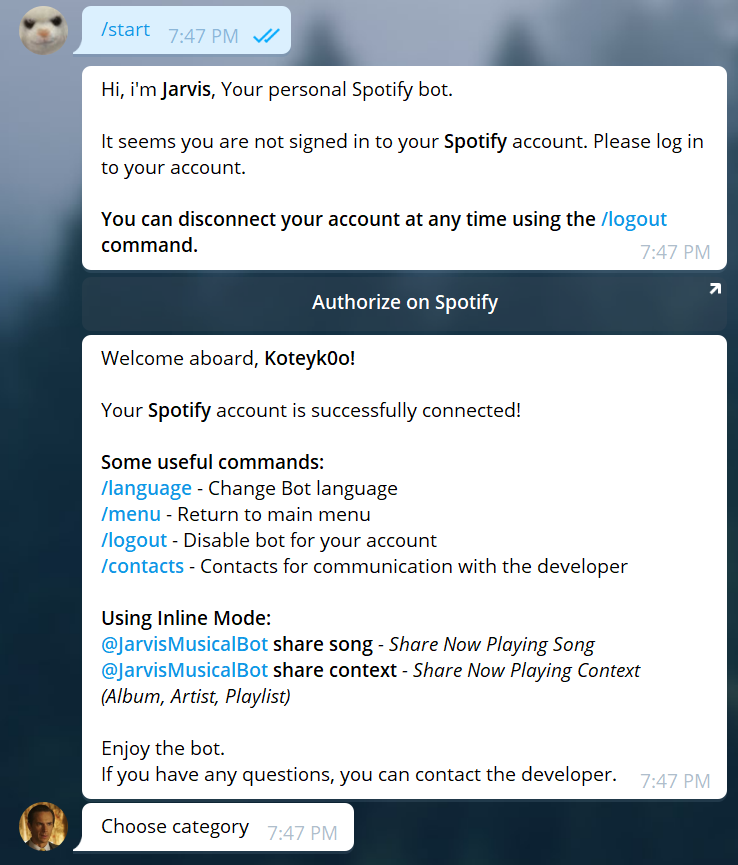 /start 7:47 PM
Hi, i'm Jarvis, Your personal Spotify bot.
It seems you are not signed in to your Spotify account. Please log in
to your account.
You can disconnect your account at any time using the /logout
command.
7:47 PM
Authorize on Spotify
Welcome aboard, Koteyk0o!
Your Spotify account is successfully connected!
Some useful commands:
/language - Change Bot language
/menu - Return to main menu
/logout - Disable bot for your account
/contacts - Contacts for communication with the developer
Using Inline Mode:
@JarvisMusicalBot share song - Share Now Playing Song
@JarvisMusicalBot share context - Share Now Playing Context
(Album, Artist, Playlist)
Enjoy the bot.
If you have any questions, you can contact the developer. 7:47 PM
Choose category 7:47 PM